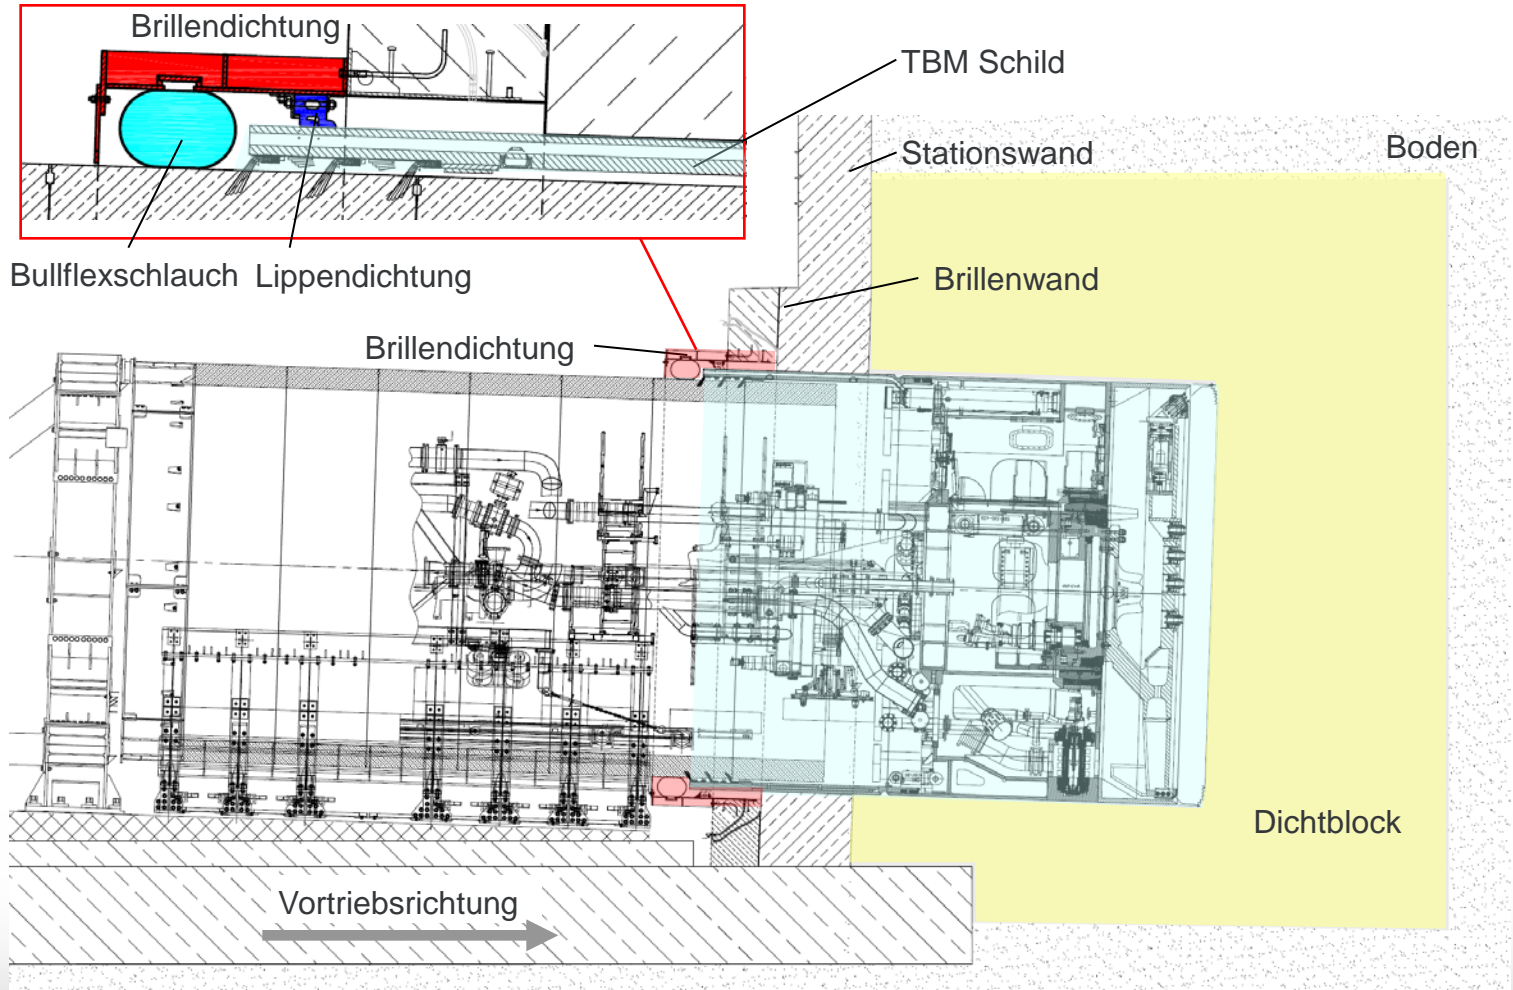 Brillendichtung
TBM Schild
Stationswand
Boden
Bullflexschlauch
Lippendichtung
Brillenwand
Brillendichtung
Dichtblock
Vortriebsrichtung